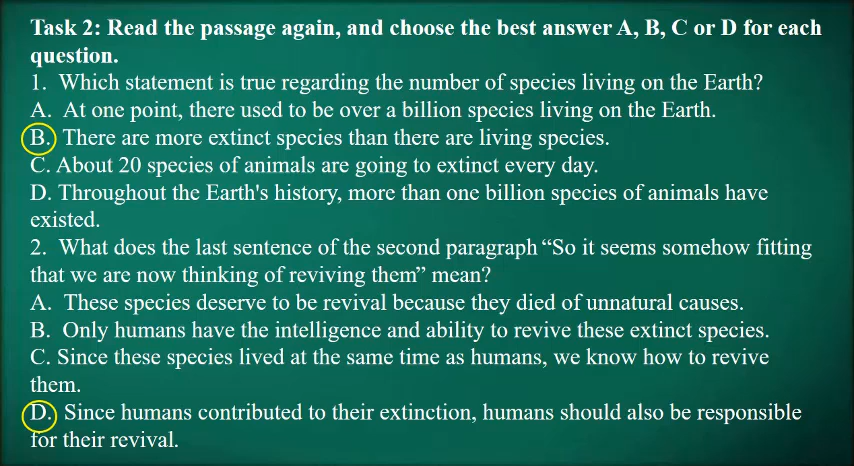 Task 2: Read the passage again, and choose the best answer A, B, C or D for each
question.
1. Which statement is true regarding the number of species living on the Earth?
A. At one point, there used to be over a billion species living on the Earth.
B. There are more extinct species than there are living species.
C. About 20 species of animals are going to extinct every day.
D. Throughout the Earth's history, more than one billion species of animals have
existed.
2. What does the last sentence of the second paragraph “So it seems somehow fitting
that we are now thinking of reviving them” mean?
A. These species deserve to be revival because they died of unnatural causes.
B. Only humans have the intelligence and ability to revive these extinct species.
C. Since these species lived at the same time as humans, we know how to revive
them.
D. Since humans contributed to their extinction, humans should also be responsible
for their revival.